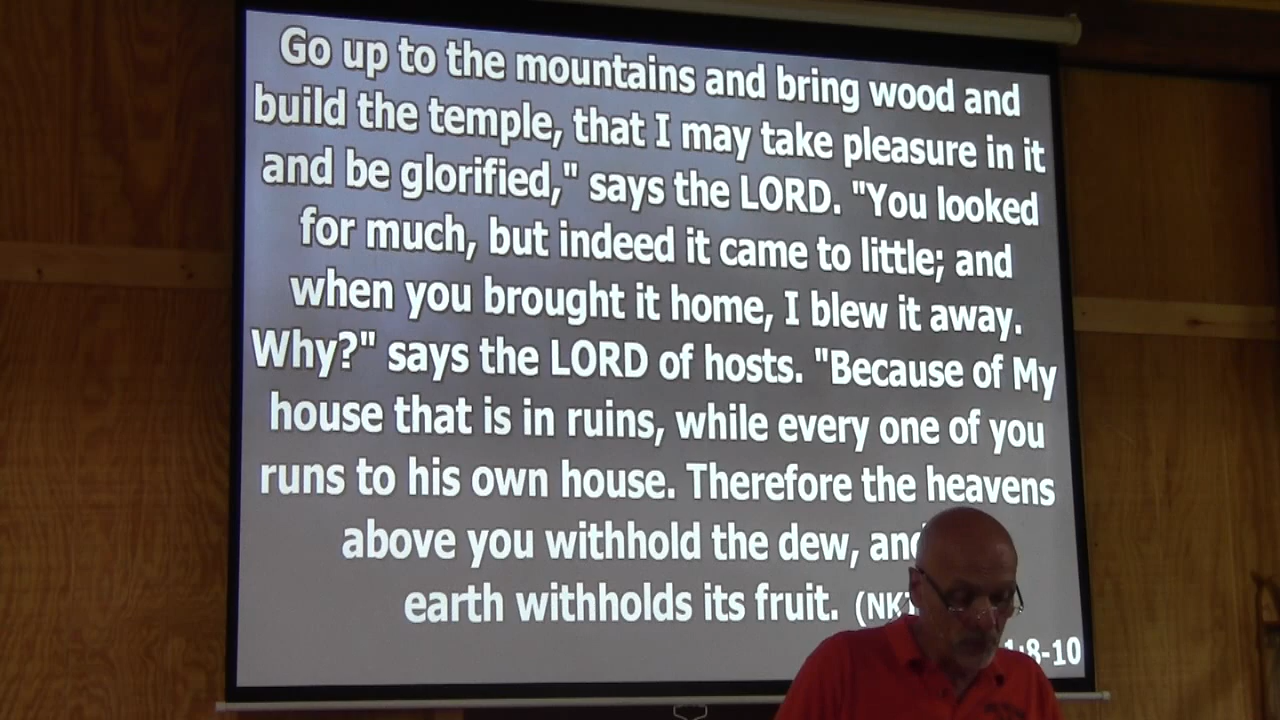 Go up to the mountains and bring wood and
build the temple, that I may take pleasure in it
and be glorified," says the LORD. "You looked
for much, but indeed it came to little; and
when you brought it home, I blew it away.
Why?" says the LORD of hosts. "Because of My
house that is in ruins, while every one of you
runs to his own house. Therefore the heavens
above you withhold the dew, and
earth withholds its fruit. (NK
1:8-10